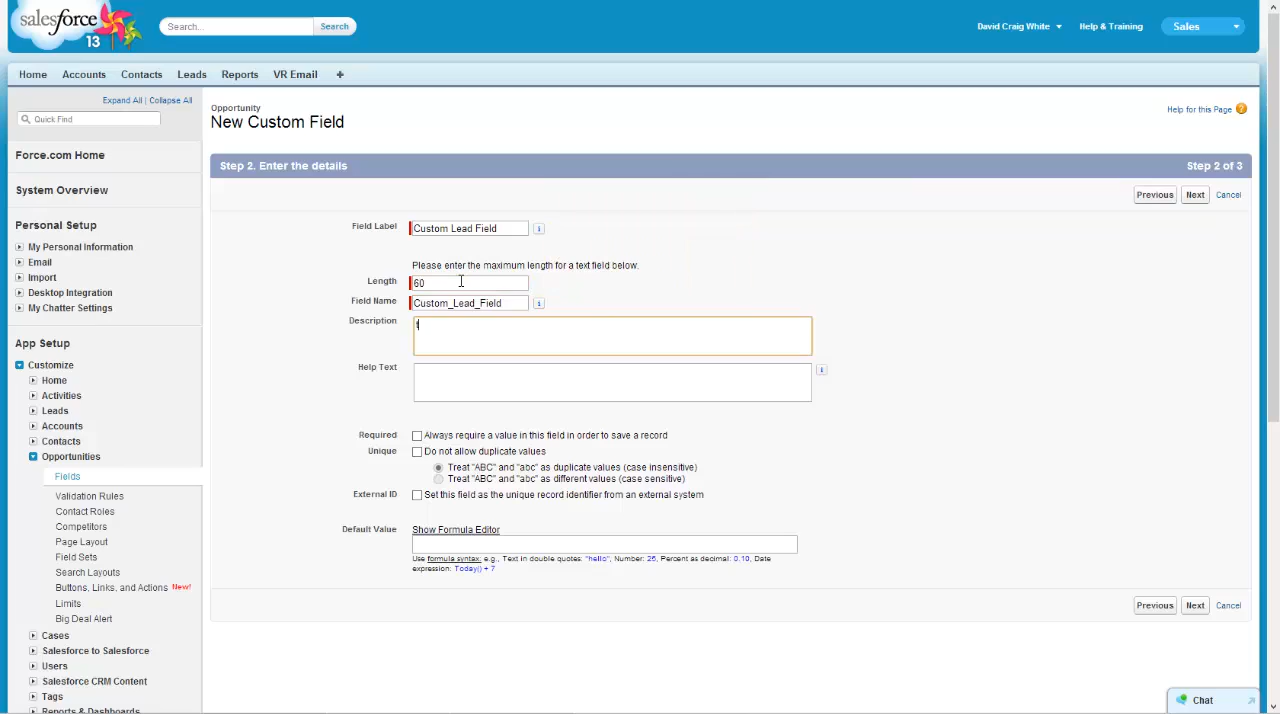 salesforce
13
Search...
Search
David Craig White
Help & Training
Sales
Home
Accounts
Contacts
Leads
Reports
VR Email
+
Expand All | Collapse All
Quick Find
Force.com Home
System Overview
Personal Setup
My Personal Information
Email
Import
Desktop Integration
My Chatter Settings
App Setup
Customize
Home
Activities
Leads
Accounts
Contacts
Opportunities
Fields
Validation Rules
Contact Roles
Competitors
Page Layout
Field Sets
Search Layouts
Buttons, Links, and Actions New!
Limits
Big Deal Alert
Cases
Salesforce to Salesforce
Users
Salesforce CRM Content
Tags
Reports & Dashboards
Opportunity
New Custom Field
Help for this Page ?
Step 2. Enter the details
Step 2 of 3
Previous
Next
Cancel
Field Label
Custom Lead Field
i
Please enter the maximum length for a text field below.
Length
60
Field Name
Custom_Lead_Field
i
Description
t
Help Text
i
Required
Always require a value in this field in order to save a record
Unique
Do not allow duplicate values
Treat "ABC" and "abc" as duplicate values (case insensitive)
Treat "ABC" and "abc" as different values (case sensitive)
External ID
Set this field as the unique record identifier from an external system
Default Value
Show Formula Editor
Use formula syntax: e.g., Text in double quotes: "hello", Number: 25, Percent as decimal: 0.10, Date
expression: Today() + 7
Previous
Next
Cancel
Chat